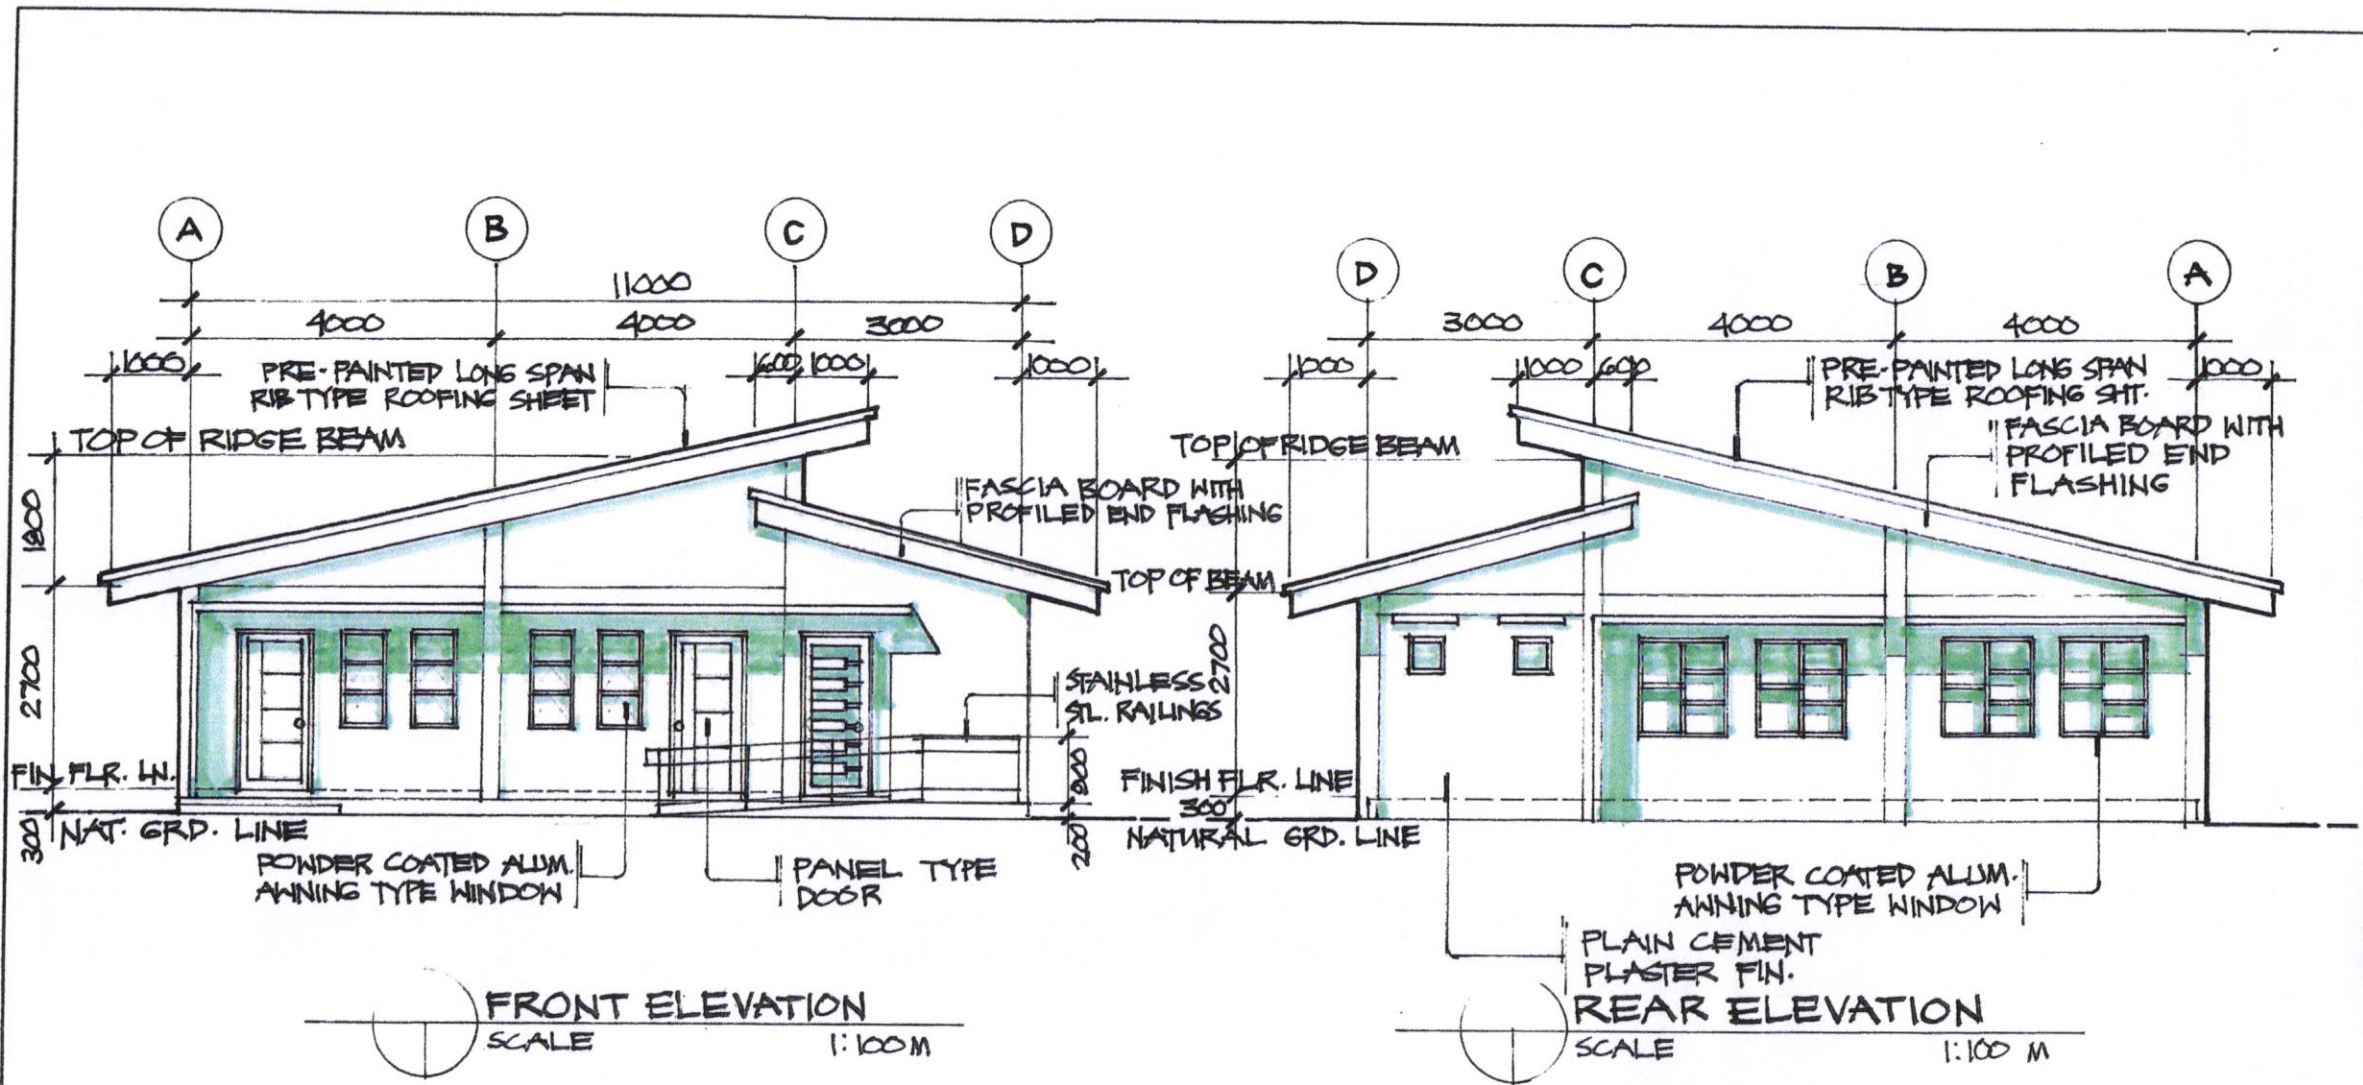 A B C D
11000
4000 4000 3000
1000 600 1000 1000
PRE-PAINTED LONG SPAN
RIB TYPE ROOFING SHEET
TOP OF RIDGE BEAM
1800
FASCIA BOARD WITH
PROFILED END FLASHING
TOP OF BEAM
2700
STAINLESS
STL. RAILINGS
FIN. FLR. LN.
300
NAT. GRD. LINE
200
POWDER COATED ALUM.
AWNING TYPE WINDOW
PANEL TYPE
DOOR
FRONT ELEVATION
SCALE 1:100 M
D C B A
3000 4000 4000
1000 1000 600 1000
PRE-PAINTED LONG SPAN
RIB TYPE ROOFING SHT.
TOP OF RIDGE BEAM
FASCIA BOARD WITH
PROFILED END
FLASHING
2700
FINISH FLR. LINE
300
NATURAL GRD. LINE
POWDER COATED ALUM.
AWNING TYPE WINDOW
PLAIN CEMENT
PLASTER FIN.
REAR ELEVATION
SCALE 1:100 M